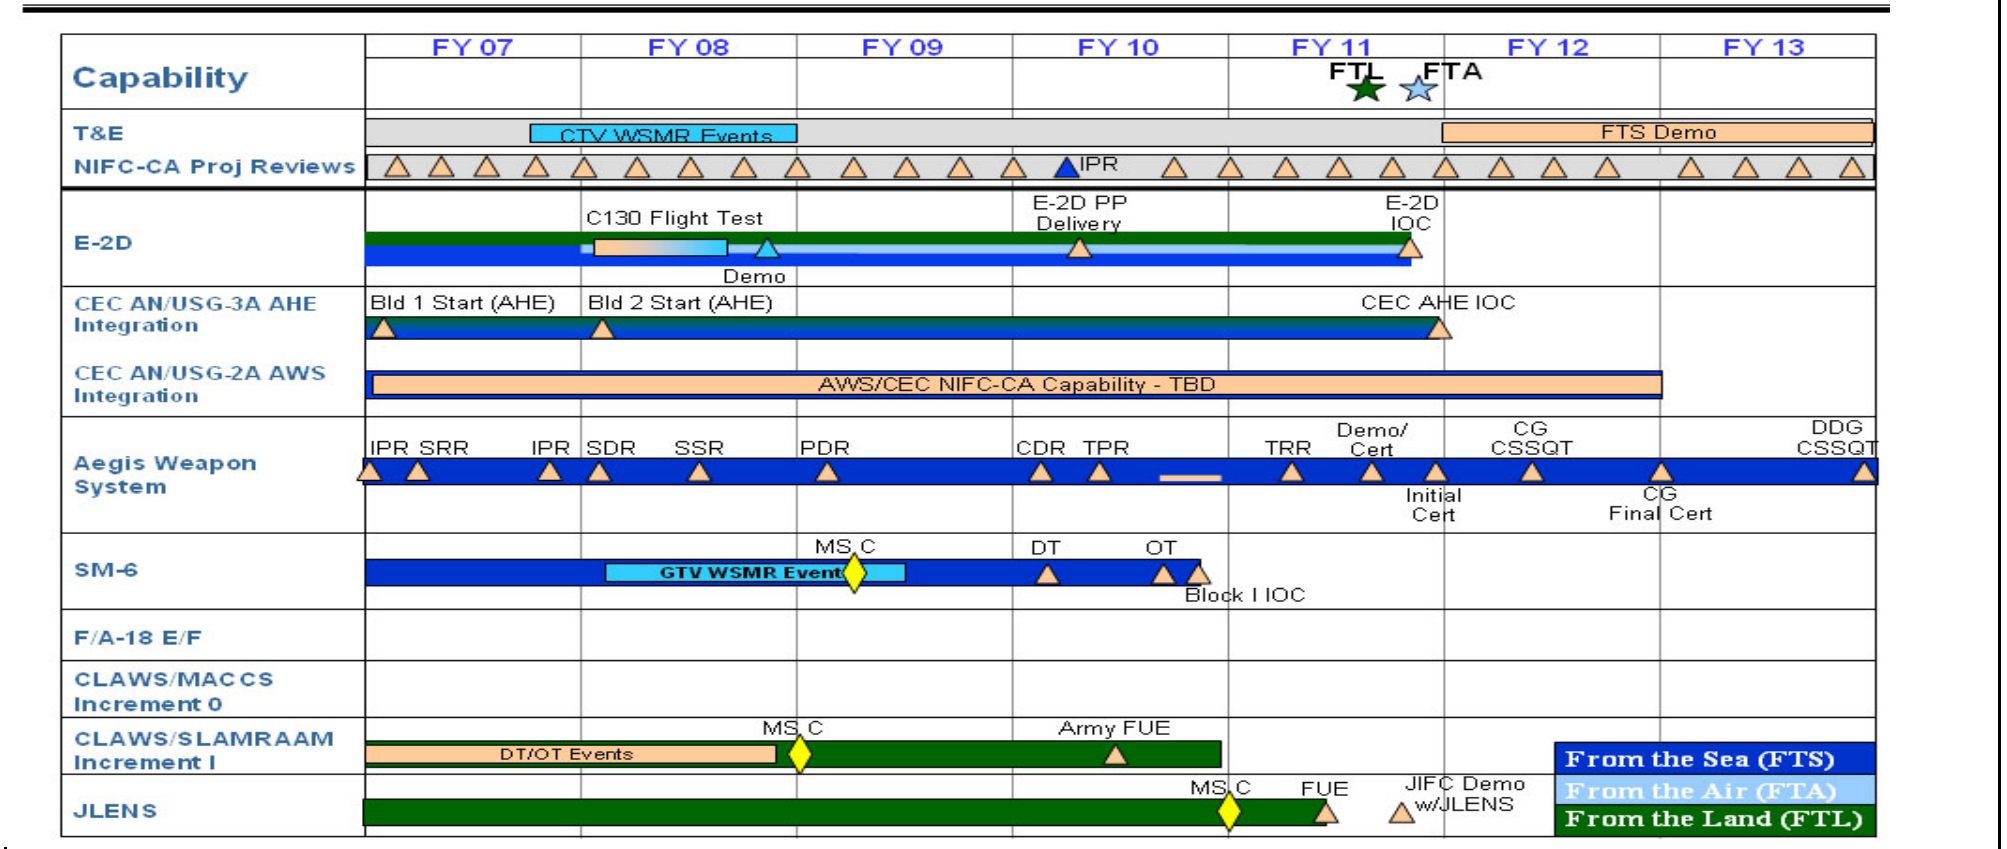 FY 07 FY 08 FY 09 FY 10 FY 11 FY 12 FY 13
Capability
FTL FTA
T&E
CTV WSMR Events
FTS Demo
NIFC-CA Proj Reviews
IPR
E-2D
C130 Flight Test
Demo
E-2D PP
Delivery
E-2D
IOC
CEC AN/USG-3A AHE
Integration
Bld 1 Start (AHE)
Bld 2 Start (AHE)
CEC AHE IOC
CEC AN/USG-2A AWS
Integration
AWS/CEC NIFC-CA Capability - TBD
Aegis Weapon
System
IPR SRR IPR SDR SSR PDR CDR TPR TRR
Demo/
Cert
Initial
Cert
CG
CSSQT
CG
Final Cert
DDG
CSSQT
SM-6
GTV WSMR Event
MS C
DT
OT
Block I IOC
F/A-18 E/F
CLAWS/MACCS
Increment 0
CLAWS/SLAMRAAM
Increment I
DT/OT Events
MS C
Army FUE
JLENS
MS C
FUE
JIFC Demo
w/JLENS
From the Sea (FTS)
From the Air (FTA)
From the Land (FTL)